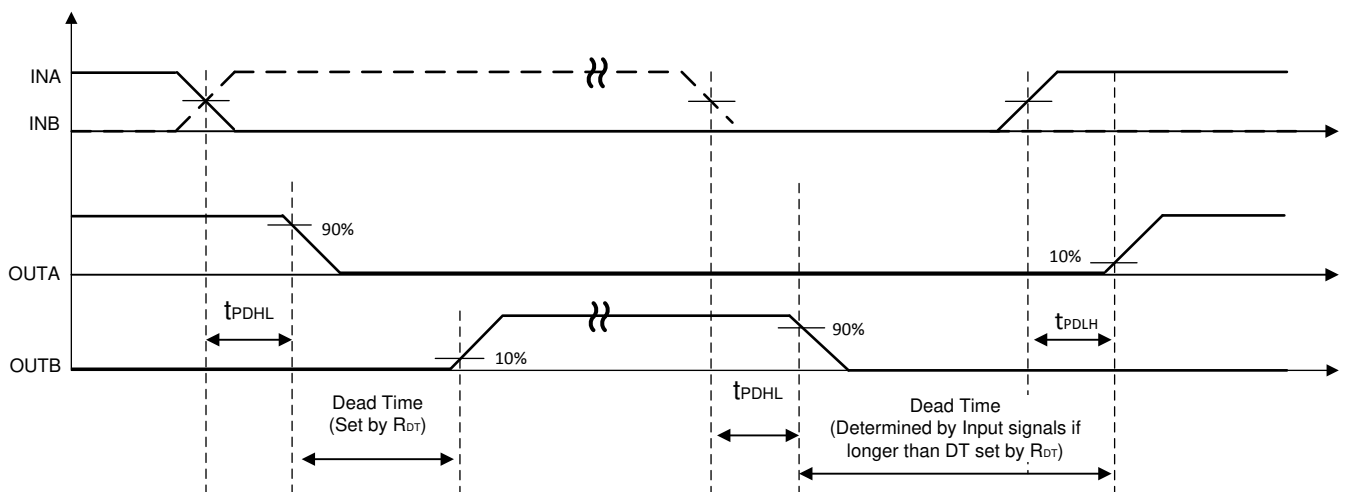 INA
INB
90%
10%
OUTA
tPDHL
tPDLH
90%
10%
OUTB
tPDHL
Dead Time
(Set by RDT)
Dead Time
(Determined by Input signals if
longer than DT set by RDT)